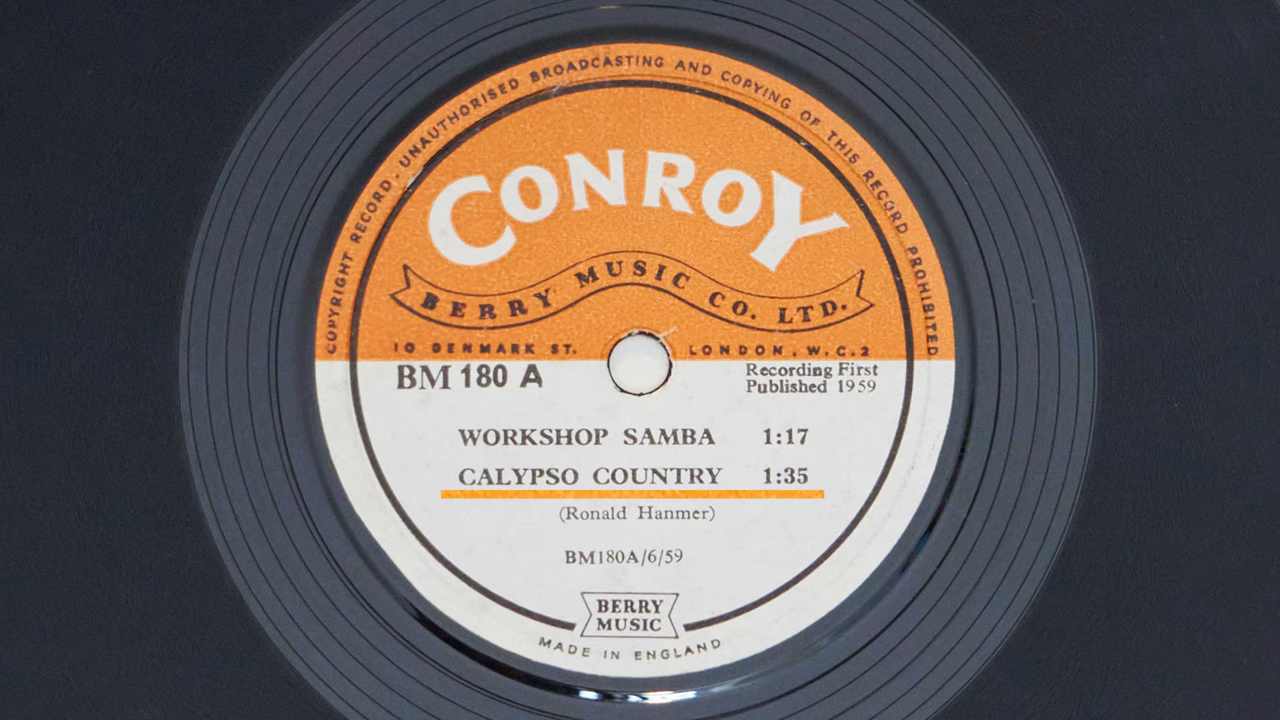 COPYRIGHT RECORD - UNAUTHORISED BROADCASTING AND COPYING OF THIS RECORD PROHIBITED
CONROY
BERRY MUSIC CO. LTD.
10 DENMARK ST. LONDON, W.C.2
BM 180 A
Recording First
Published 1959
WORKSHOP SAMBA 1:17
CALYPSO COUNTRY 1:35
(Ronald Hanmer)
BM180A/6/59
BERRY
MUSIC
MADE IN ENGLAND